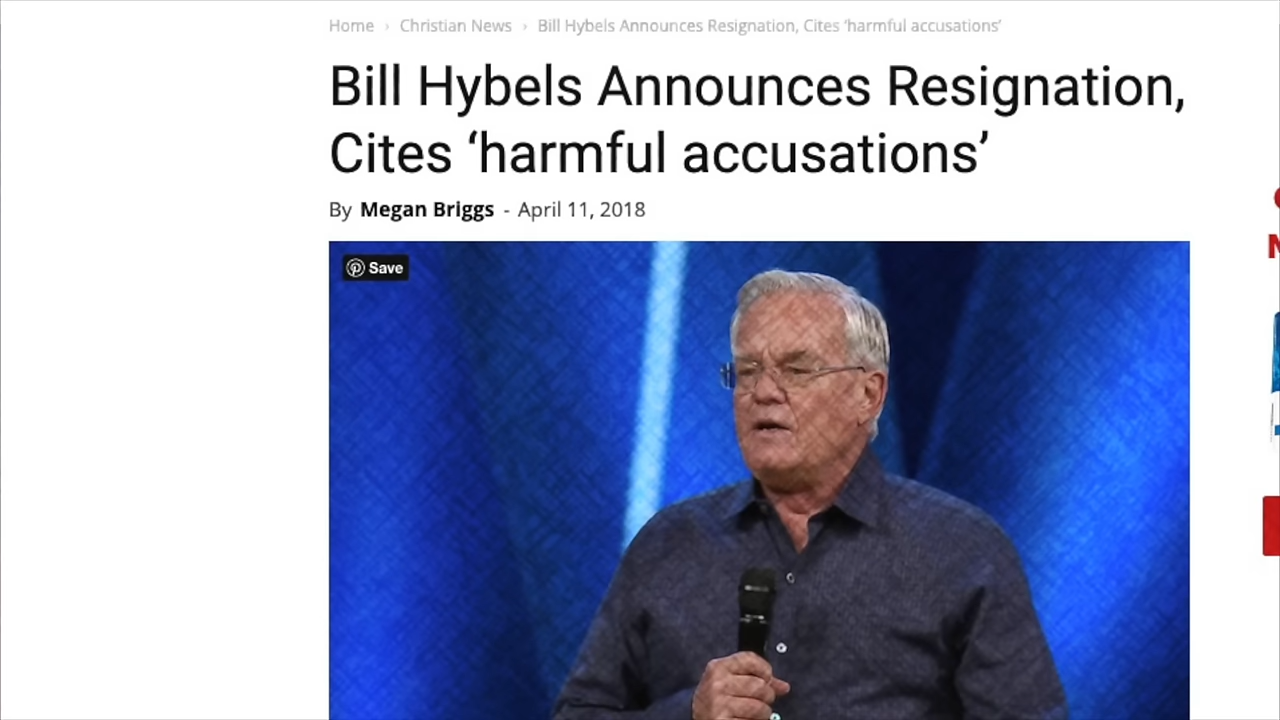 Home › Christian News › Bill Hybels Announces Resignation, Cites ‘harmful accusations’
Bill Hybels Announces Resignation,
Cites ‘harmful accusations’
By Megan Briggs - April 11, 2018
Save